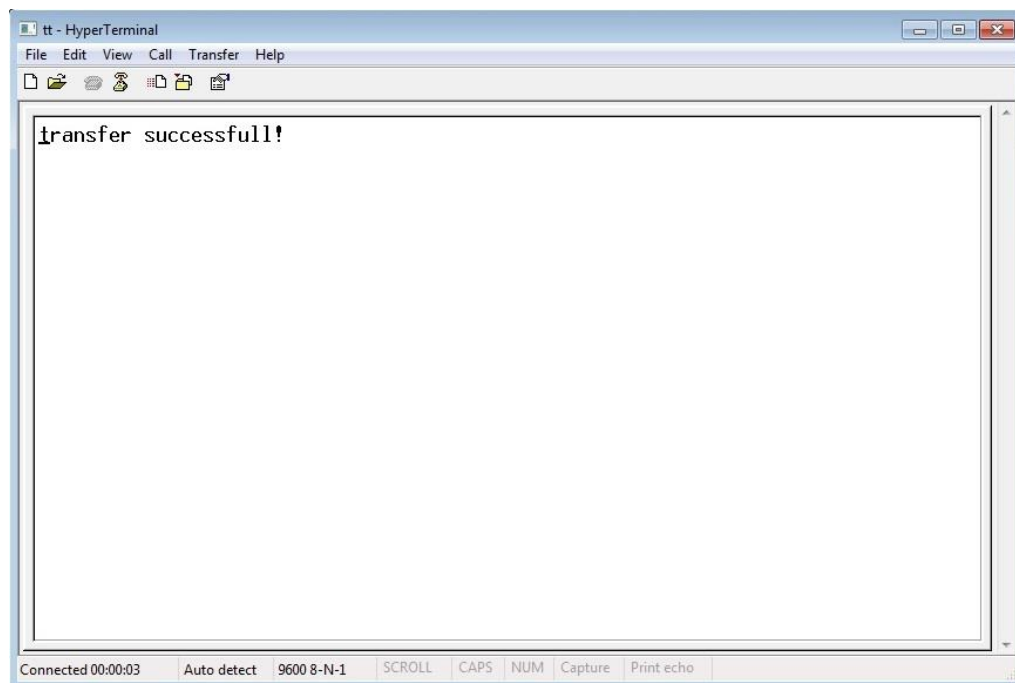 tt - HyperTerminal
File Edit View Call Transfer Help
transfer successfull!
Connected 00:00:03 Auto detect 9600 8-N-1 SCROLL CAPS NUM Capture Print echo